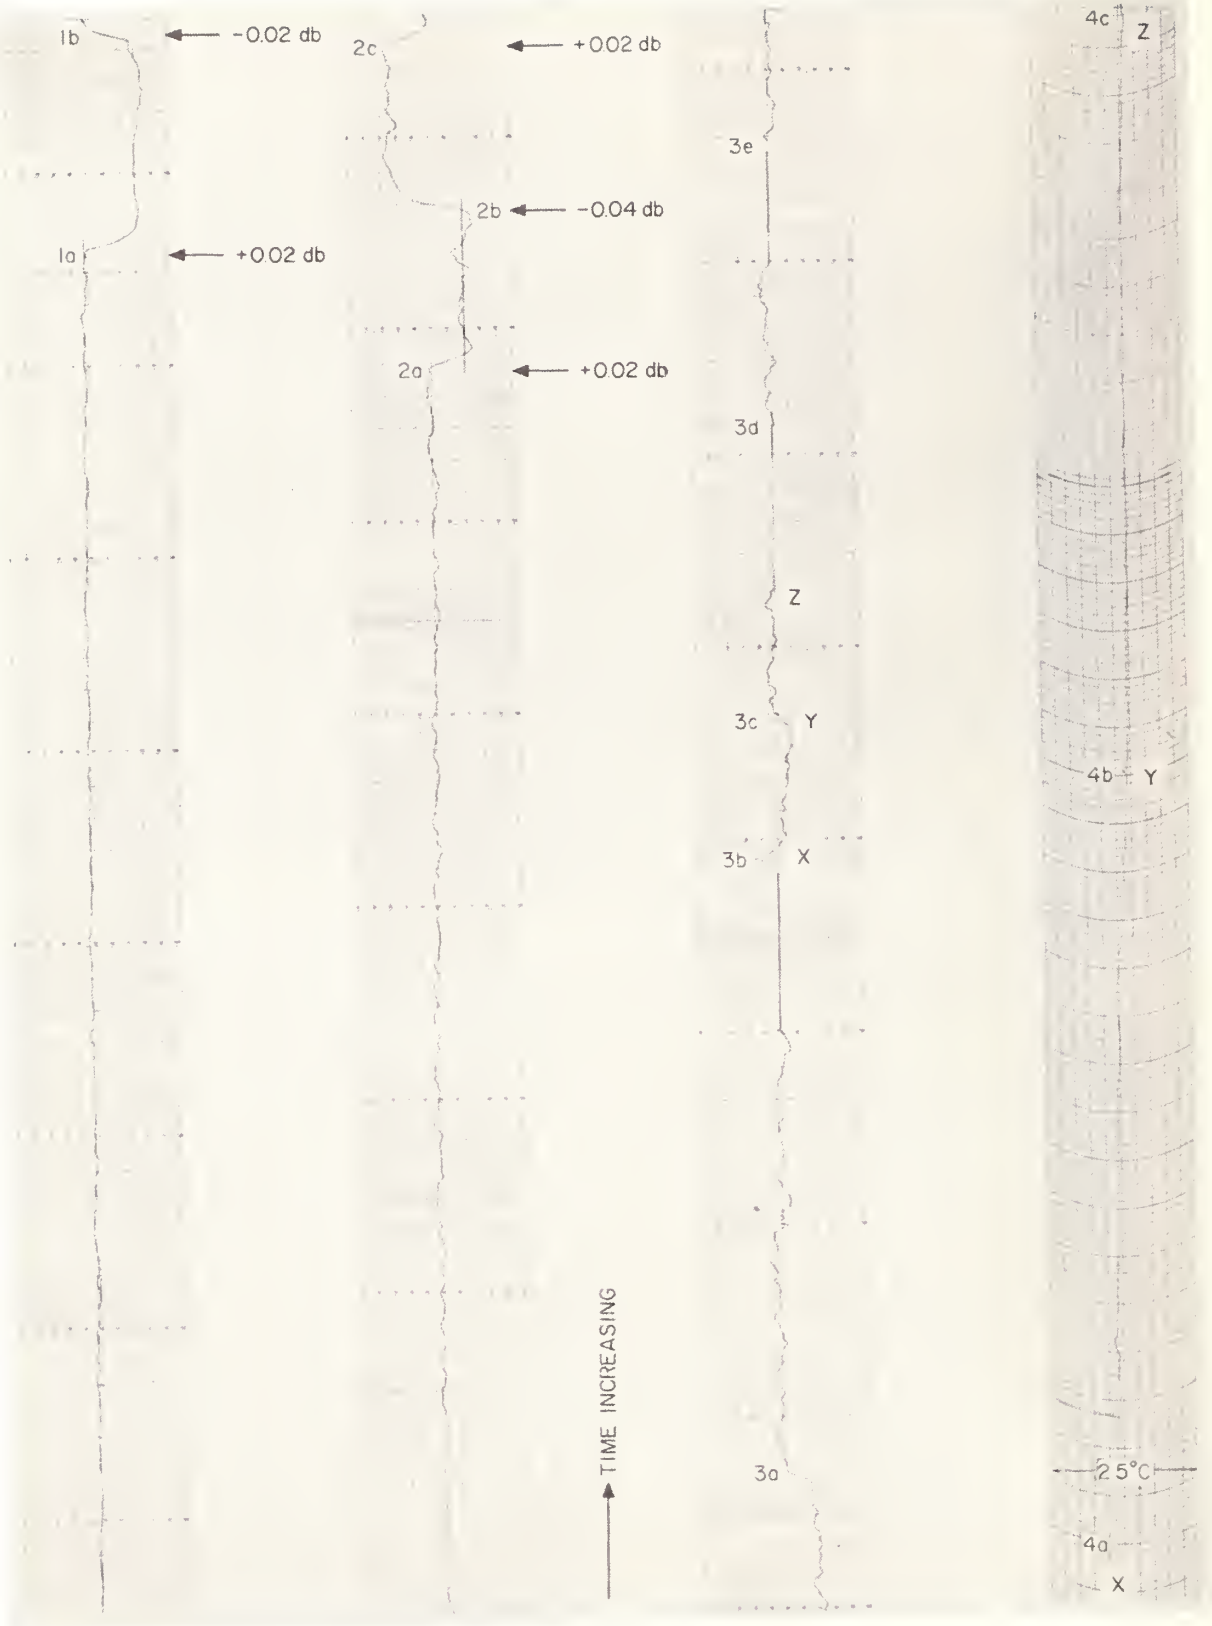 1b
-0.02 db
1a
+0.02 db
2c
+0.02 db
2b
-0.04 db
2a
+0.02 db
TIME INCREASING
3e
3d
Z
3c
Y
3b
X
3a
4c
Z
4b
Y
25°C
4a
X